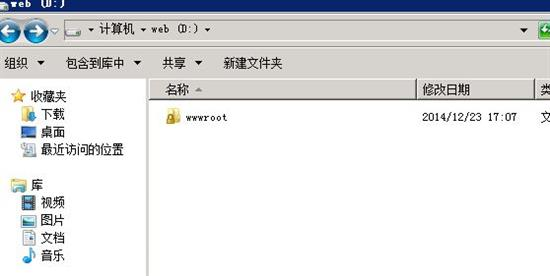 web (D:)
计算机 web (D:)
组织 包含到库中 共享 新建文件夹
收藏夹
下载
桌面
最近访问的位置
库
视频
图片
文档
音乐
名称 修改日期 类
wwwroot 2014/12/23 17:07 文